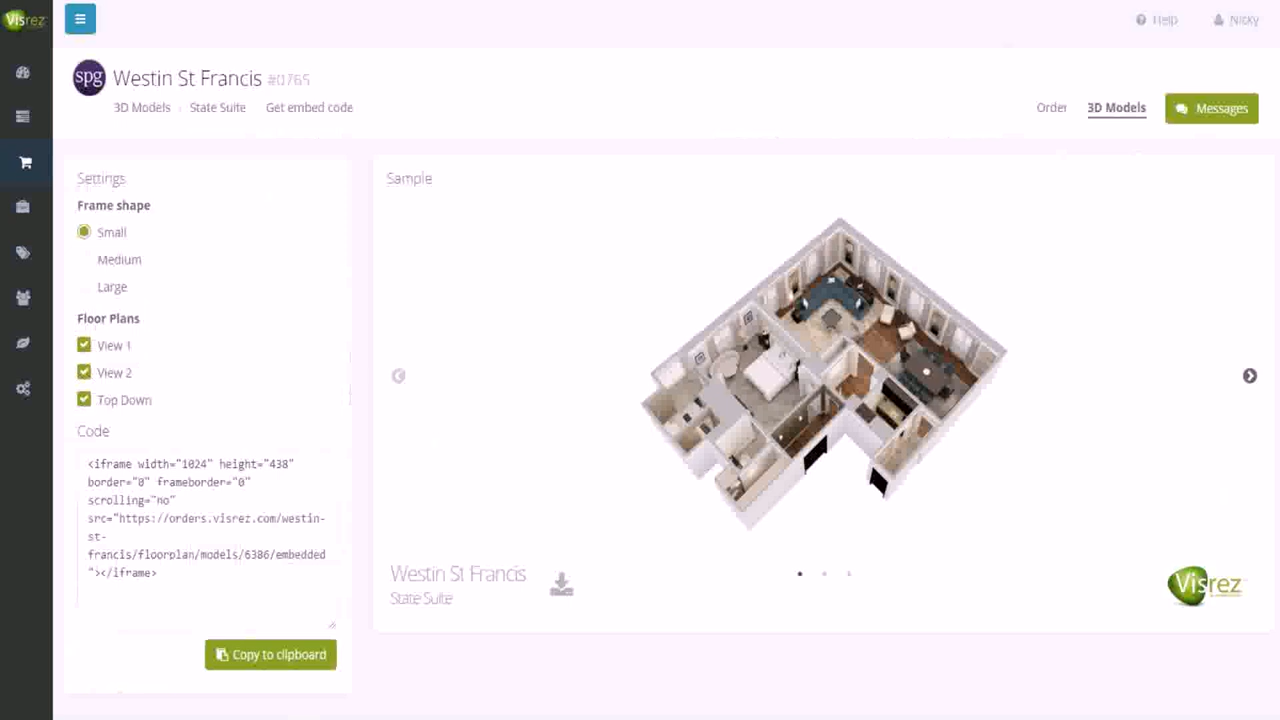 Visrez
Help
Nicky
spg
Westin St Francis #0765
3D Models
State Suite
Get embed code
Order
3D Models
Messages
Settings
Frame shape
Small
Medium
Large
Floor Plans
View 1
View 2
Top Down
Code
<iframe width="1024" height="438"
border="0" frameborder="0"
scrolling="no"
src="https://orders.visrez.com/westin-
st-
francis/floorplan/models/6386/embedded
"></iframe>
Copy to clipboard
Sample
Westin St Francis
State Suite
Visrez